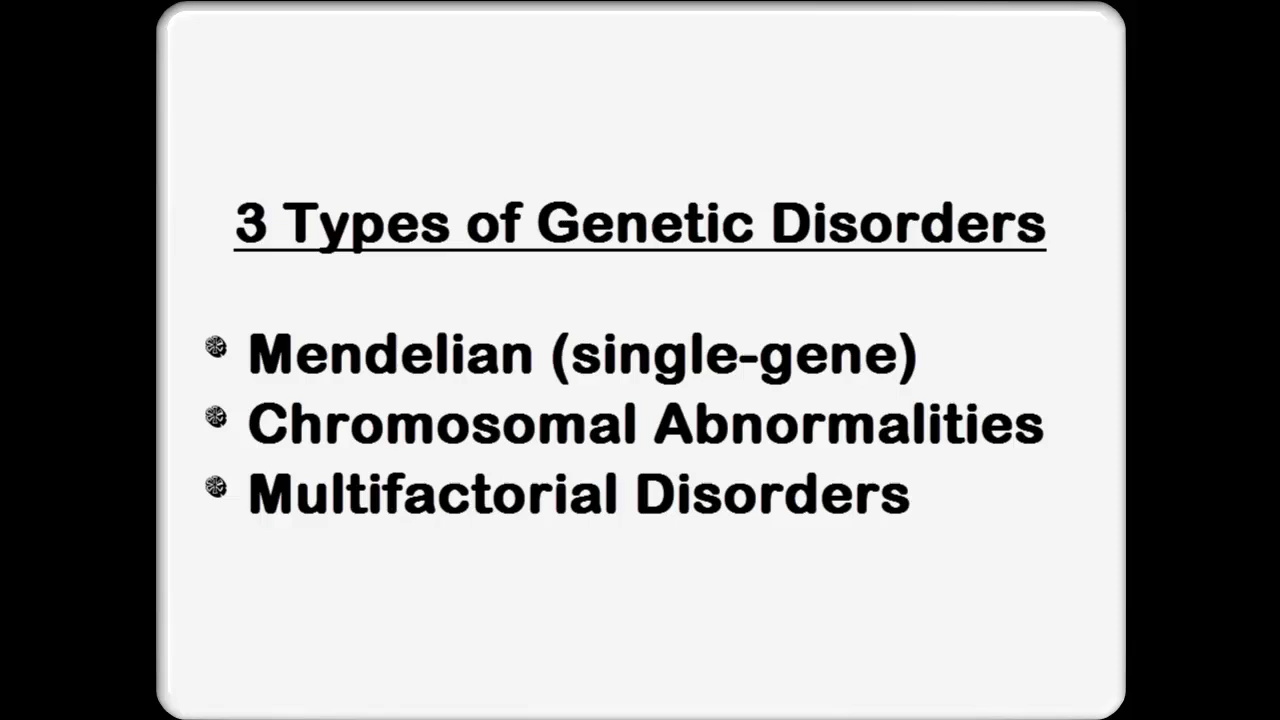 3 Types of Genetic Disorders
Mendelian (single-gene)
Chromosomal Abnormalities
Multifactorial Disorders